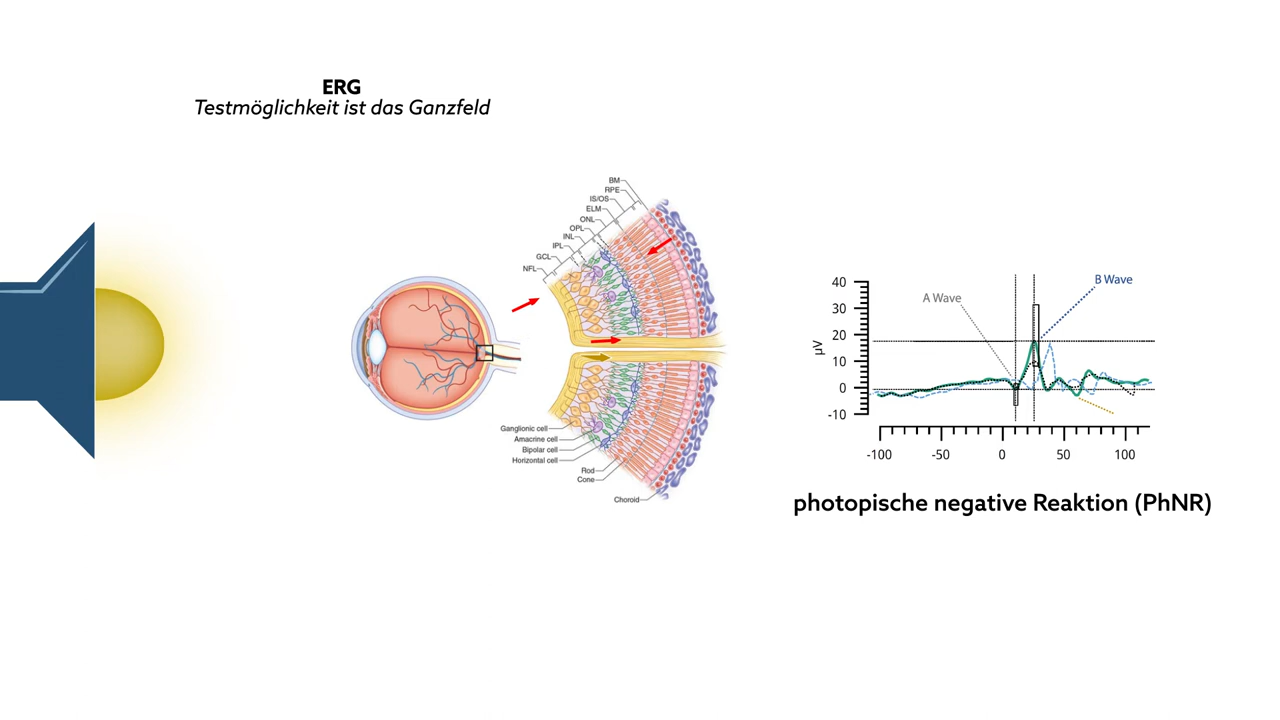 ERG
Testmöglichkeit ist das Ganzfeld
BM
RPE
IS/OS
ELM
ONL
OPL
INL
IPL
GCL
NFL
Ganglionic cell
Amacrine cell
Bipolar cell
Horizontal cell
Rod
Cone
Choroid
A Wave
B Wave
µV
40
30
20
10
0
-10
-100
-50
0
50
100
photopische negative Reaktion (PhNR)